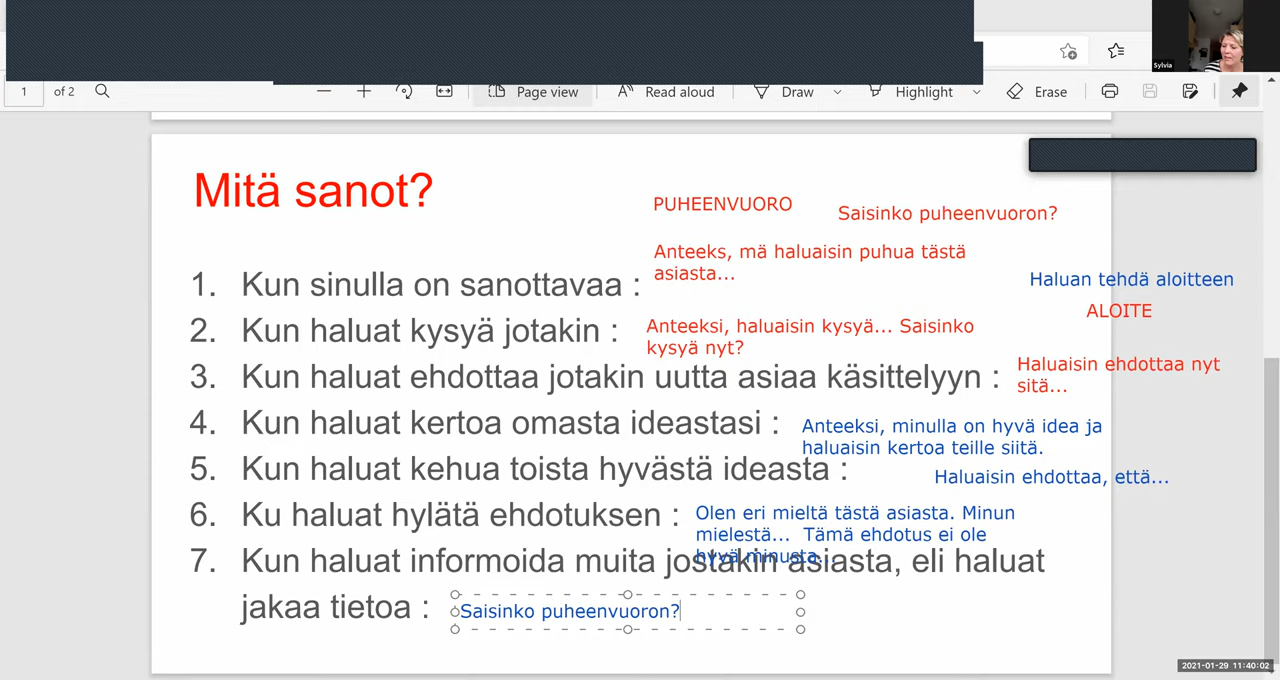 Sylvia
1
of 2
Page view
Read aloud
Draw
Highlight
Erase
Mitä sanot?
PUHEENVUORO
Saisinko puheenvuoron?
Anteeks, mä haluaisin puhua tästä
asiasta...
Haluan tehdä aloitteen
ALOITE
1. Kun sinulla on sanottavaa :
2. Kun haluat kysyä jotakin :
Anteeksi, haluaisin kysyä... Saisinko
kysyä nyt?
3. Kun haluat ehdottaa jotakin uutta asiaa käsittelyyn :
Haluaisin ehdottaa nyt
sitä...
4. Kun haluat kertoa omasta ideastasi :
Anteeksi, minulla on hyvä idea ja
haluaisin kertoa teille siitä.
5. Kun haluat kehua toista hyvästä ideasta :
Haluaisin ehdottaa, että...
6. Ku haluat hylätä ehdotuksen :
Olen eri mieltä tästä asiasta. Minun
mielestä... Tämä ehdotus ei ole
hyvä minusta...
7. Kun haluat informoida muita jostakin asiasta, eli haluat
jakaa tietoa :
Saisinko puheenvuoron?
2021-01-29 11:40:02